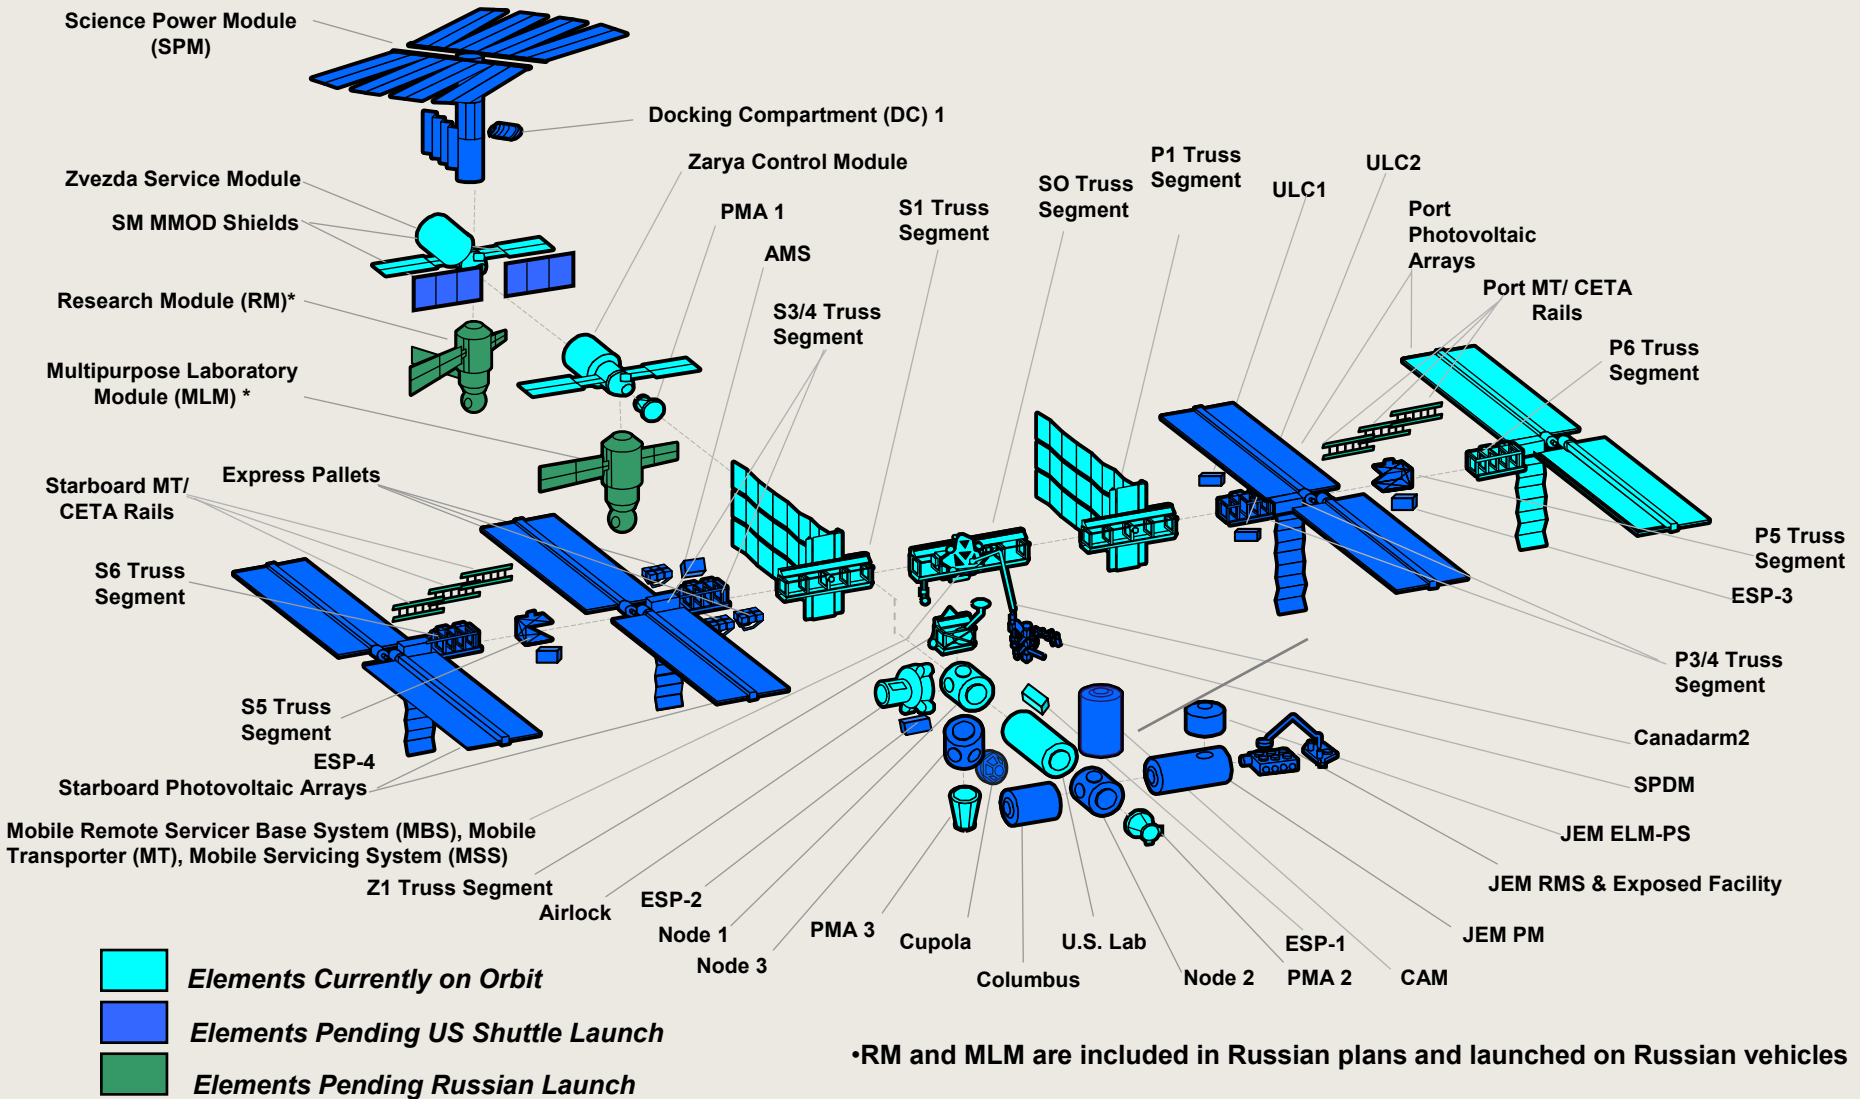 Science Power Module
(SPM)
Docking Compartment (DC) 1
Zarya Control Module
Zvezda Service Module
SM MMOD Shields
PMA 1
AMS
S1 Truss
Segment
SO Truss
Segment
P1 Truss
Segment
ULC1
ULC2
Port
Photovoltaic
Arrays
Port MT/ CETA
Rails
Research Module (RM)*
S3/4 Truss
Segment
P6 Truss
Segment
Multipurpose Laboratory
Module (MLM) *
Express Pallets
Starboard MT/
CETA Rails
S6 Truss
Segment
P5 Truss
Segment
ESP-3
P3/4 Truss
Segment
S5 Truss
Segment
ESP-4
Starboard Photovoltaic Arrays
Canadarm2
SPDM
JEM ELM-PS
Mobile Remote Servicer Base System (MBS), Mobile
Transporter (MT), Mobile Servicing System (MSS)
Z1 Truss Segment
Airlock
ESP-2
Node 1
Node 3
PMA 3
Cupola
Columbus
U.S. Lab
Node 2
ESP-1
PMA 2
CAM
JEM PM
JEM RMS & Exposed Facility
Elements Currently on Orbit
Elements Pending US Shuttle Launch
Elements Pending Russian Launch
•RM and MLM are included in Russian plans and launched on Russian vehicles